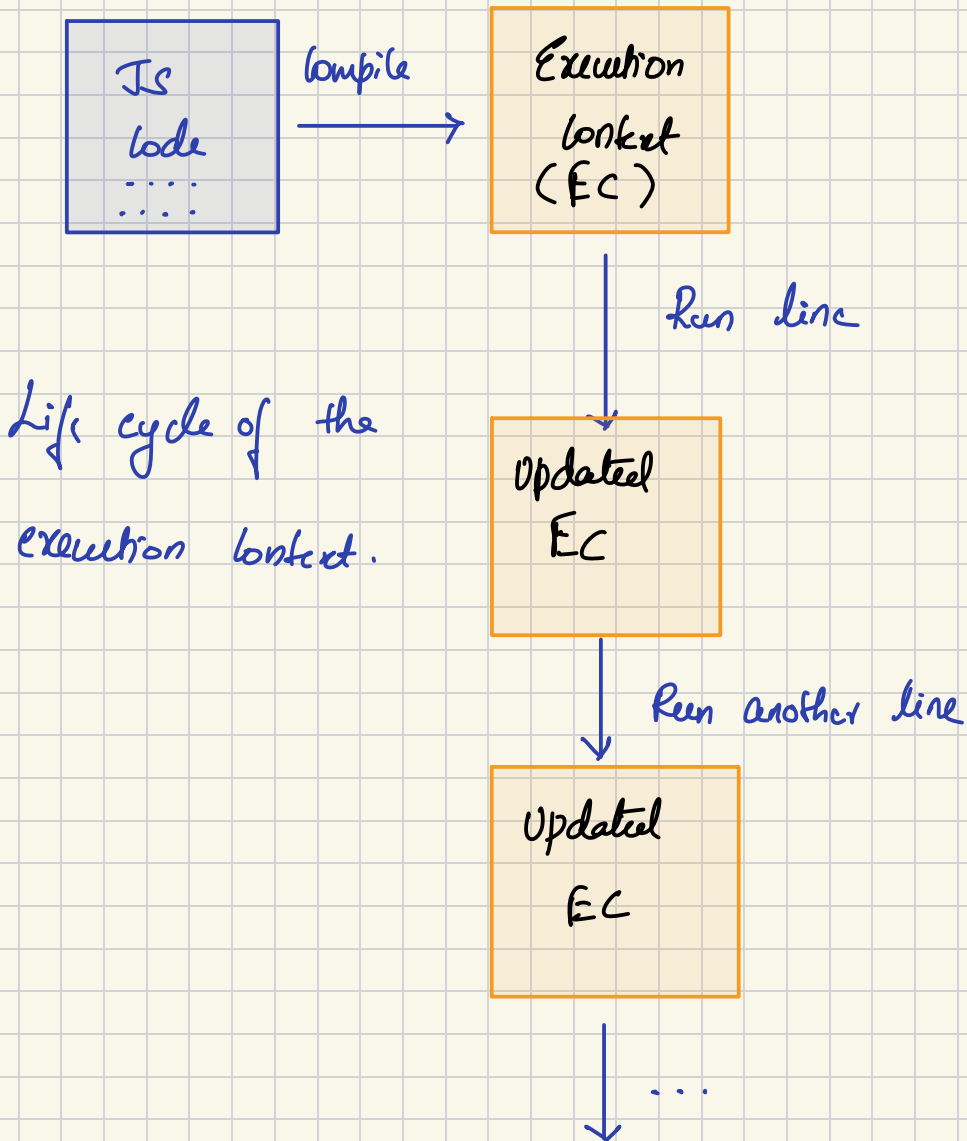 JS
Code
....
....
Compile
Execution
Context
(EC)
Run line
Life cycle of the
execution context.
Updated
EC
Run another line
Updated
EC
...